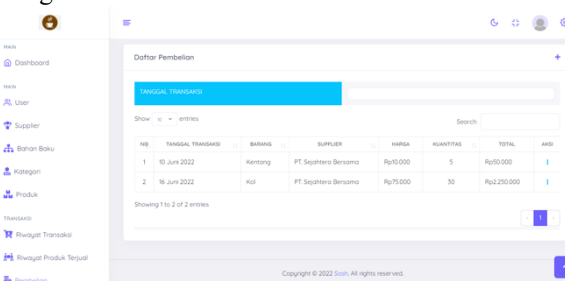 MAIN
Dashboard
MAIN
User
Supplier
Bahan Baku
Kategori
Produk
TRANSAKSI
Riwayat Transaksi
Riwayat Produk Terjual
Pembelian
Daftar Pembelian
TANGGAL TRANSAKSI
Show 10 entries
Search:
NO TANGGAL TRANSAKSI BARANG SUPPLIER HARGA KUANTITAS TOTAL AKSI
1 10 Juni 2022 Kentang PT. Sejahtera Bersama Rp10.000 5 Rp50.000
2 16 Juni 2022 Kol PT. Sejahtera Bersama Rp75.000 30 Rp2.250.000
Showing 1 to 2 of 2 entries
1
Copyright © 2022 Sash. All rights reserved.